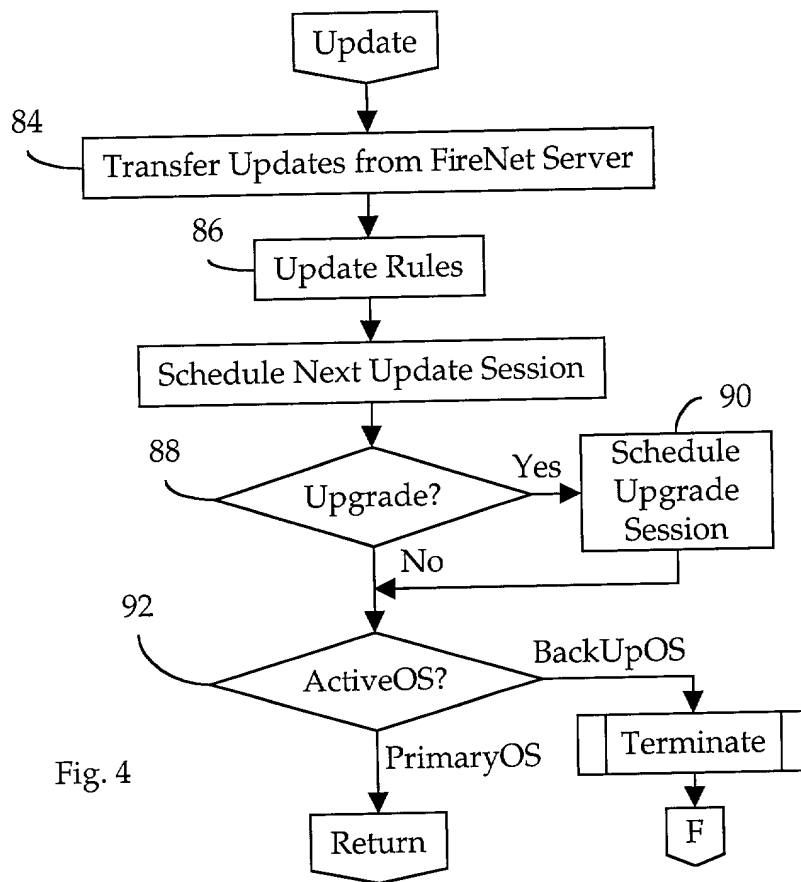 Update
84
Transfer Updates from FireNet Server
86
Update Rules
Schedule Next Update Session
90
88
Upgrade?
Yes
Schedule
Upgrade
Session
No
92
ActiveOS?
BackUpOS
Terminate
PrimaryOS
Fig. 4
Return
F